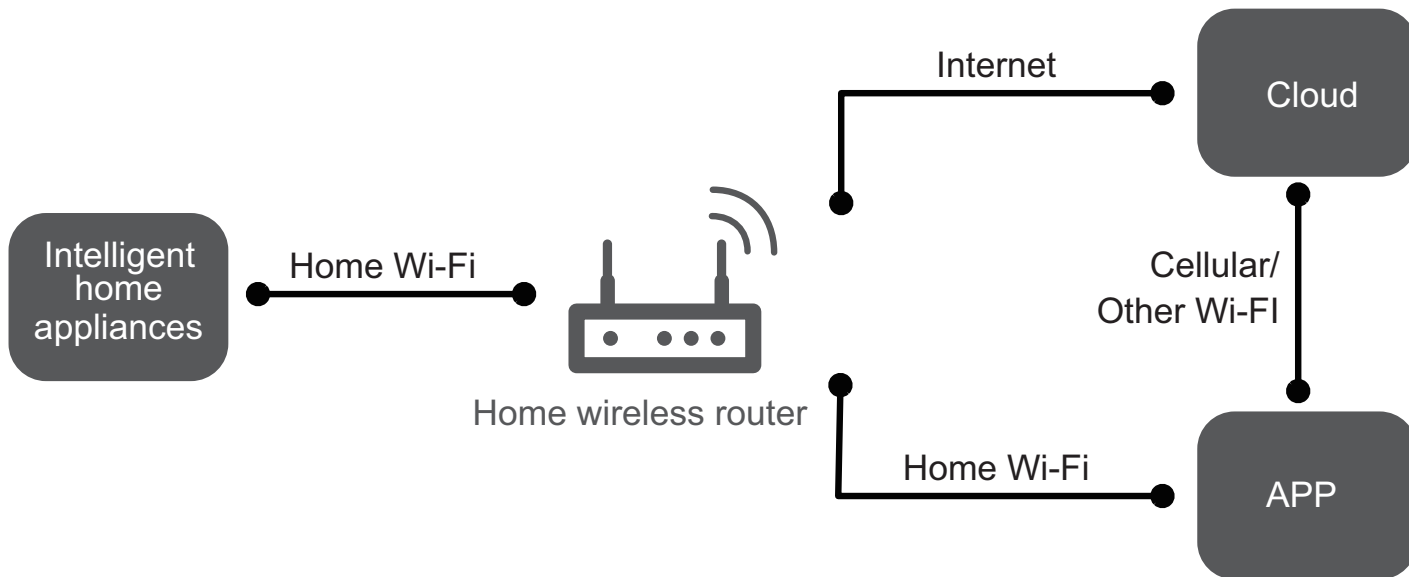 Internet
Cloud
Intelligent
home
appliances
Home Wi-Fi
Cellular/
Other Wi-FI
Home wireless router
Home Wi-Fi
APP